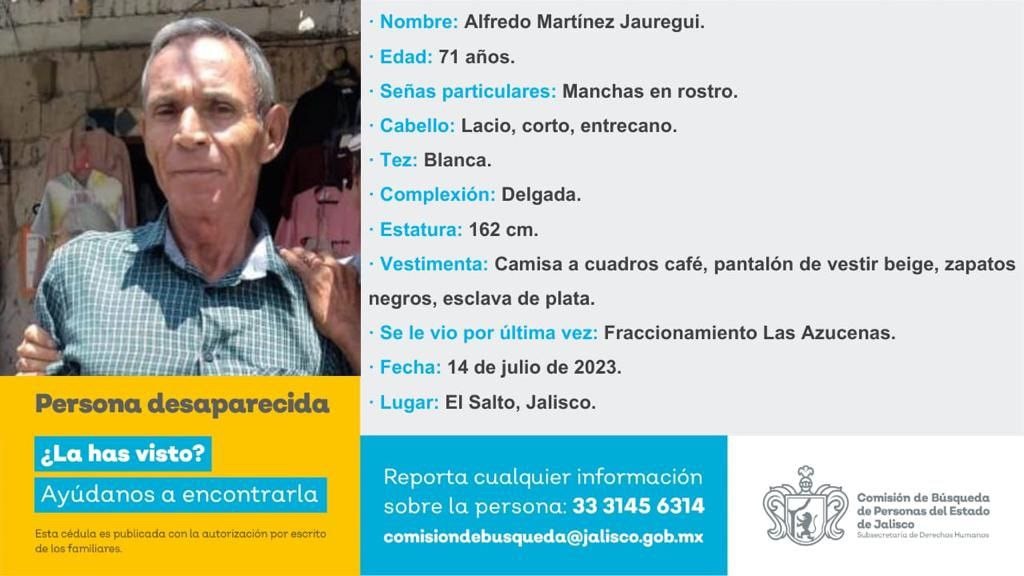 · Nombre: Alfredo Martínez Jauregui.
· Edad: 71 años.
· Señas particulares: Manchas en rostro.
· Cabello: Lacio, corto, entrecano.
· Tez: Blanca.
· Complexión: Delgada.
· Estatura: 162 cm.
· Vestimenta: Camisa a cuadros café, pantalón de vestir beige, zapatos
negros, esclava de plata.
· Se le vio por última vez: Fraccionamiento Las Azucenas.
· Fecha: 14 de julio de 2023.
· Lugar: El Salto, Jalisco.
Persona desaparecida
¿La has visto?
Ayúdanos a encontrarla
Esta cédula es publicada con la autorización por escrito
de los familiares.
Reporta cualquier información
sobre la persona: 33 3145 6314
comisiondebusqueda@jalisco.gob.mx
Comisión de Búsqueda
de Personas del Estado
de Jalisco
Subsecretaría de Derechos Humanos